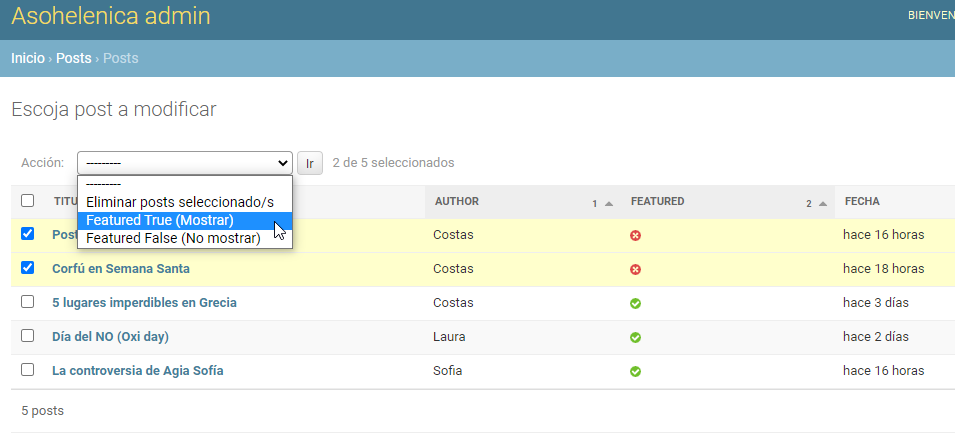 Asohelenica admin
Inicio › Posts › Posts
Escoja post a modificar
Acción: --------- Ir 2 de 5 seleccionados
---------
Eliminar posts seleccionado/s
Featured True (Mostrar)
Featured False (No mostrar)
AUTHOR 1 FEATURED 2 FECHA
Costas hace 16 horas
Corfú en Semana Santa Costas hace 18 horas
5 lugares imperdibles en Grecia Costas hace 3 días
Día del NO (Oxi day) Laura hace 2 días
La controversia de Agia Sofía Sofia hace 16 horas
5 posts